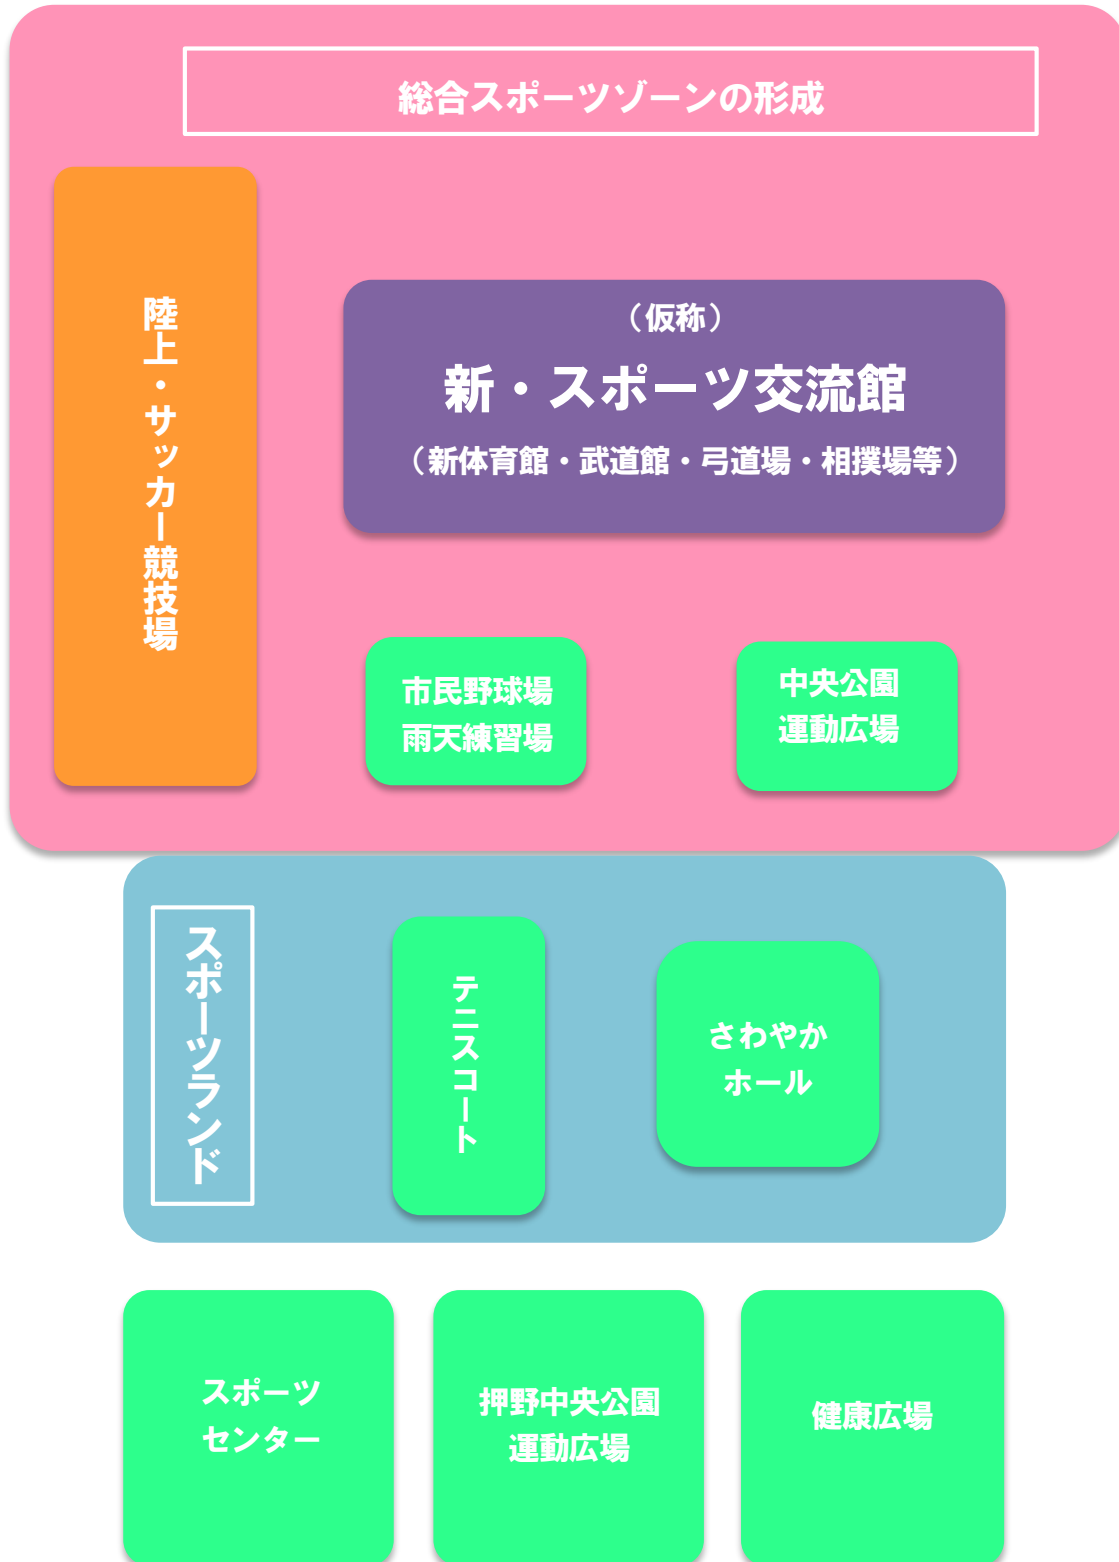 総合スポーツゾーンの形成
陸上・サッカー競技場
（仮称）
新・スポーツ交流館
（新体育館・武道館・弓道場・相撲場等）
市民野球場
雨天練習場
中央公園
運動広場
スポーツランド
テニスコート
さわやか
ホール
スポーツ
センター
押野中央公園
運動広場
健康広場